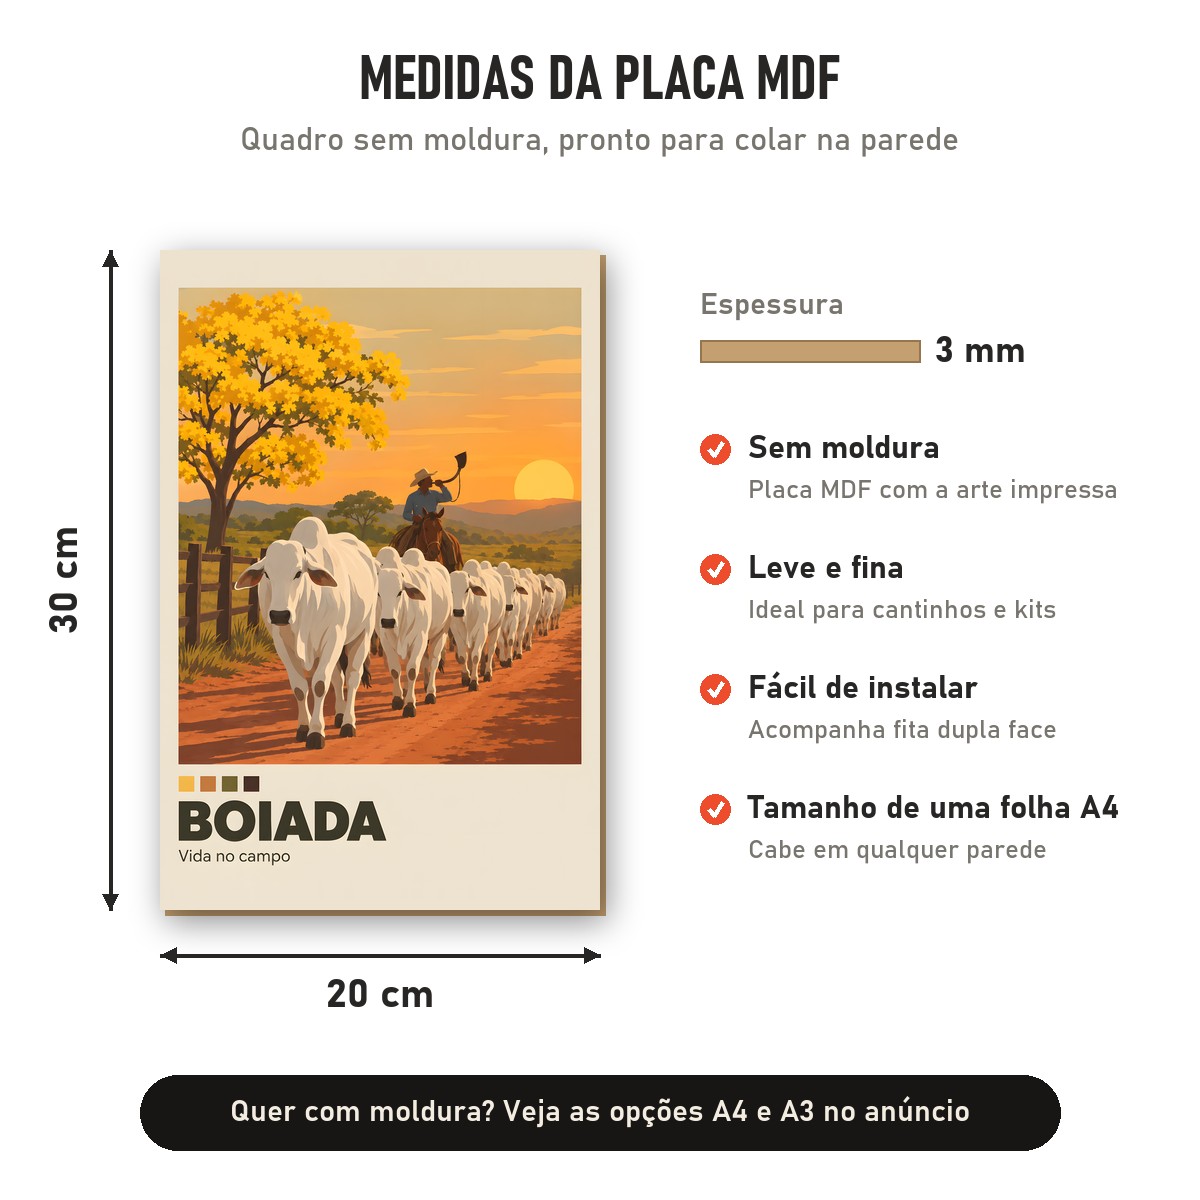 MEDIDAS DA PLACA MDF
Quadro sem moldura, pronto para colar na parede
30 cm
BOIADA
Vida no campo
20 cm
Espessura
3 mm
Sem moldura
Placa MDF com a arte impressa
Leve e fina
Ideal para cantinhos e kits
Fácil de instalar
Acompanha fita dupla face
Tamanho de uma folha A4
Cabe em qualquer parede
Quer com moldura? Veja as opções A4 e A3 no anúncio